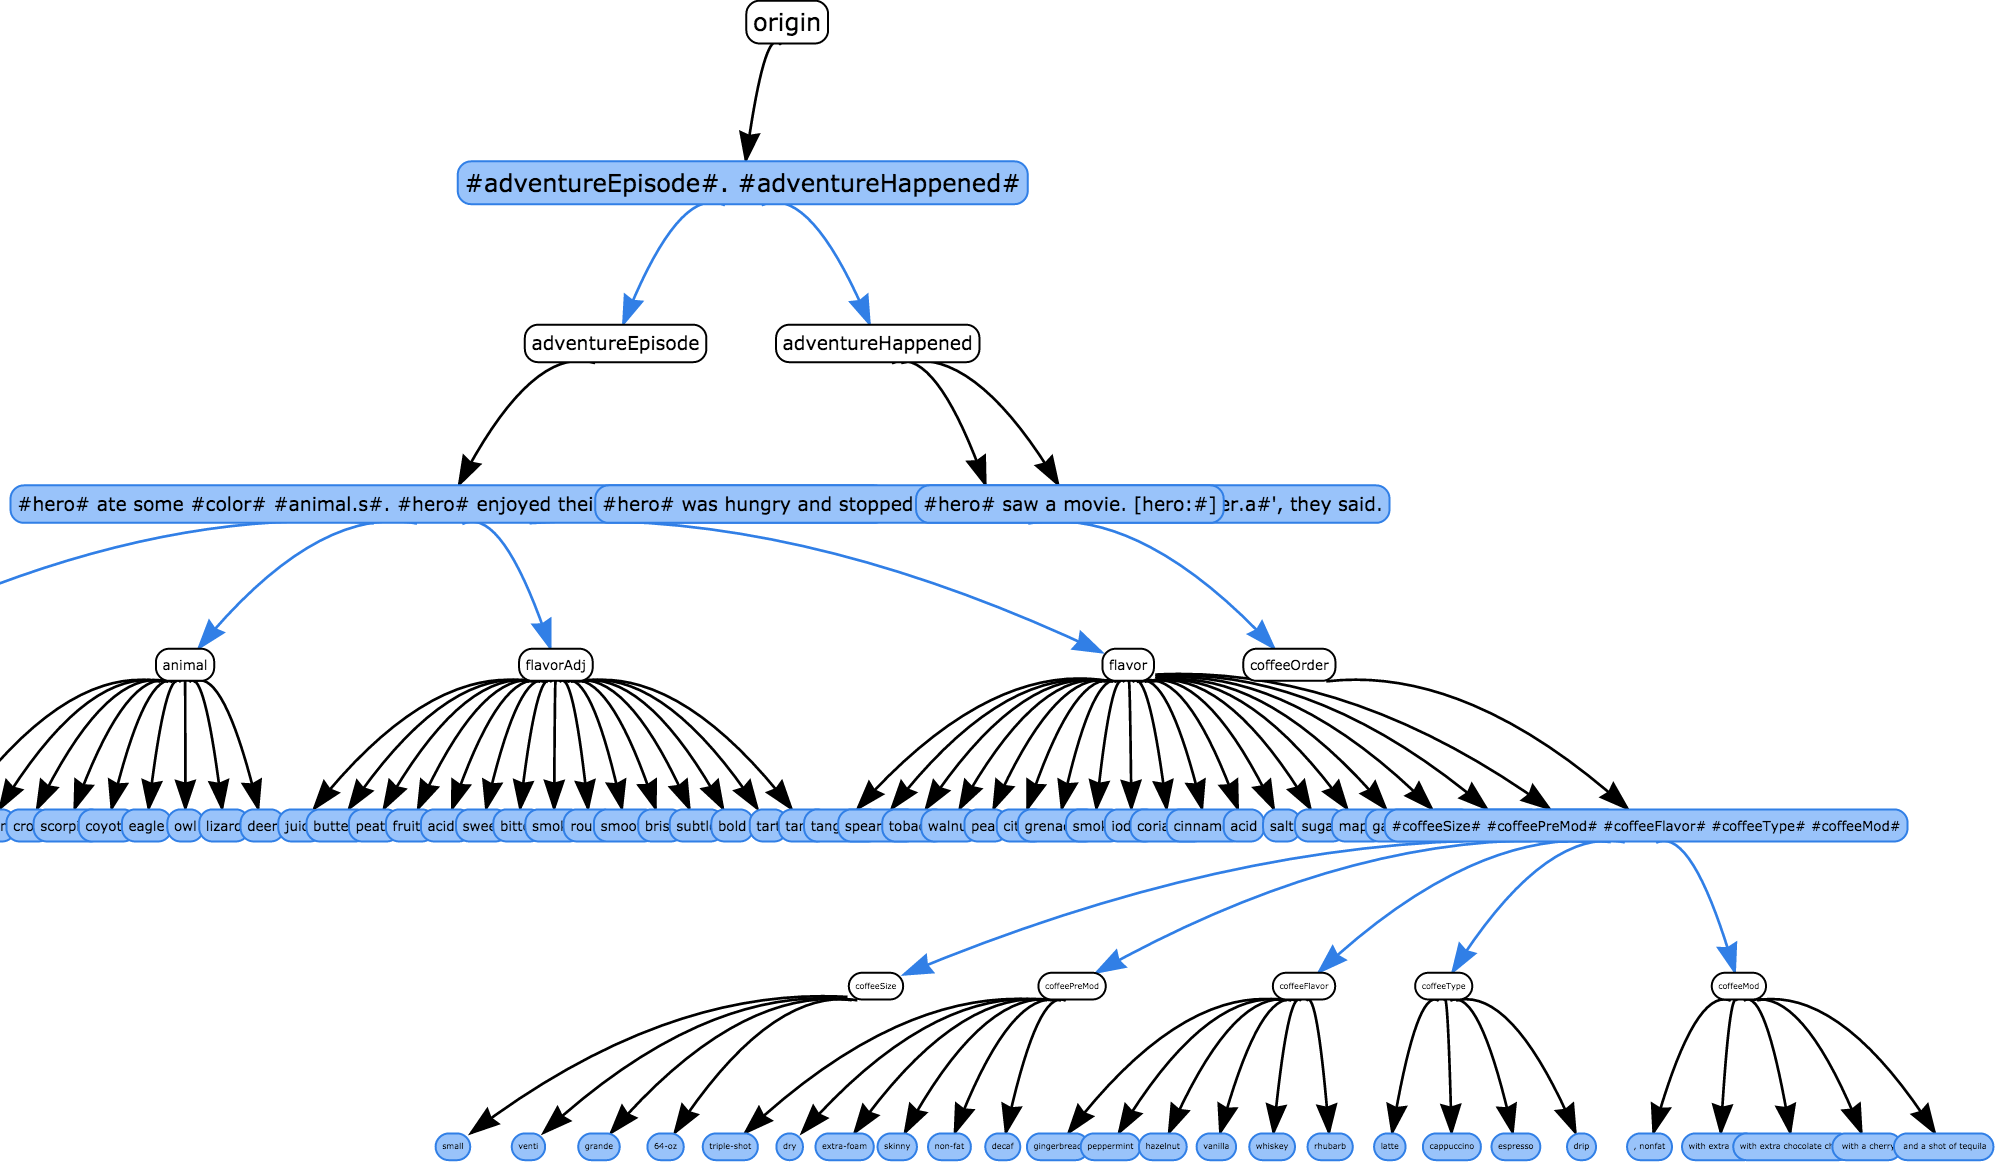 origin
#adventureEpisode#. #adventureHappened#
adventureEpisode
adventureHappened
#hero# ate some #color# #animal.s#. #hero# enjoyed thei
#hero# was hungry and stopped
#hero# saw a movie. [hero:#]
er.a#', they said.
animal
flavorAdj
flavor
coffeeOrder
cro
scorp
coyot
eagle
owl
lizard
deer
juic
butte
peat
fruit
acid
swee
bitt
smol
rou
smoo
bris
subtl
bold
tart
tar
tang
spear
tobac
walnu
pea
cit
grena
smok
iod
coria
cinnam
acid
salt
suga
map
ga
#coffeeSize# #coffeePreMod# #coffeeFlavor# #coffeeType# #coffeeMod#
coffeeSize
coffeePreMod
coffeeFlavor
coffeeType
coffeeMod
small
venti
grande
64-oz
triple-shot
dry
extra-foam
skinny
non-fat
decaf
gingerbread
peppermint
hazelnut
vanilla
whiskey
rhubarb
latte
cappuccino
espresso
drip
, nonfat
with extra
with extra chocolate ch
with a cherry
and a shot of tequila